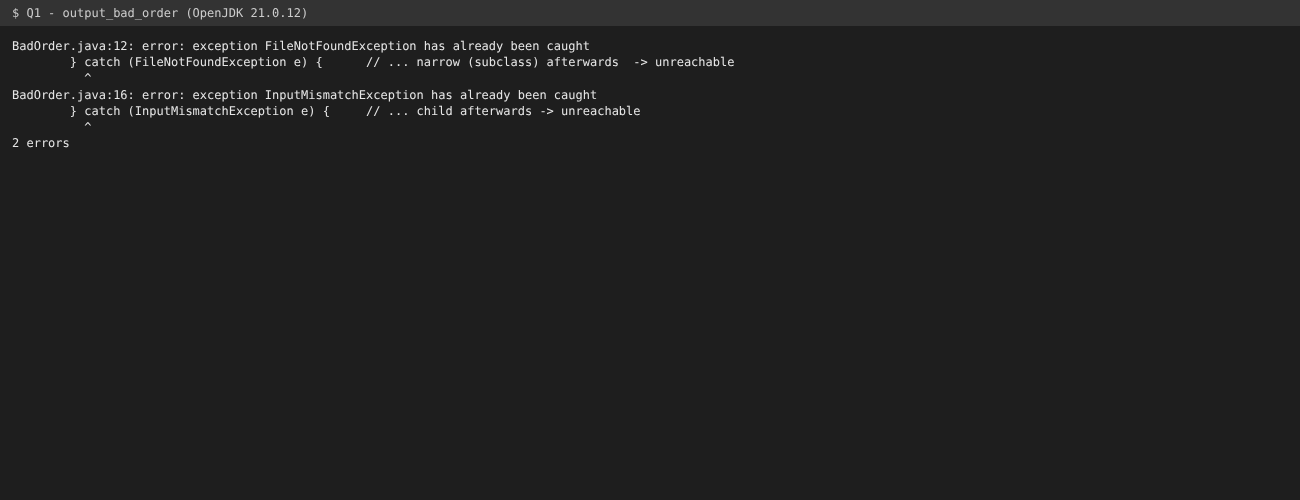 $ Q1 - output_bad_order (OpenJDK 21.0.12)
BadOrder.java:12: error: exception FileNotFoundException has already been caught
        } catch (FileNotFoundException e) {      // ... narrow (subclass) afterwards  -> unreachable
          ^
BadOrder.java:16: error: exception InputMismatchException has already been caught
        } catch (InputMismatchException e) {     // ... child afterwards -> unreachable
          ^
2 errors